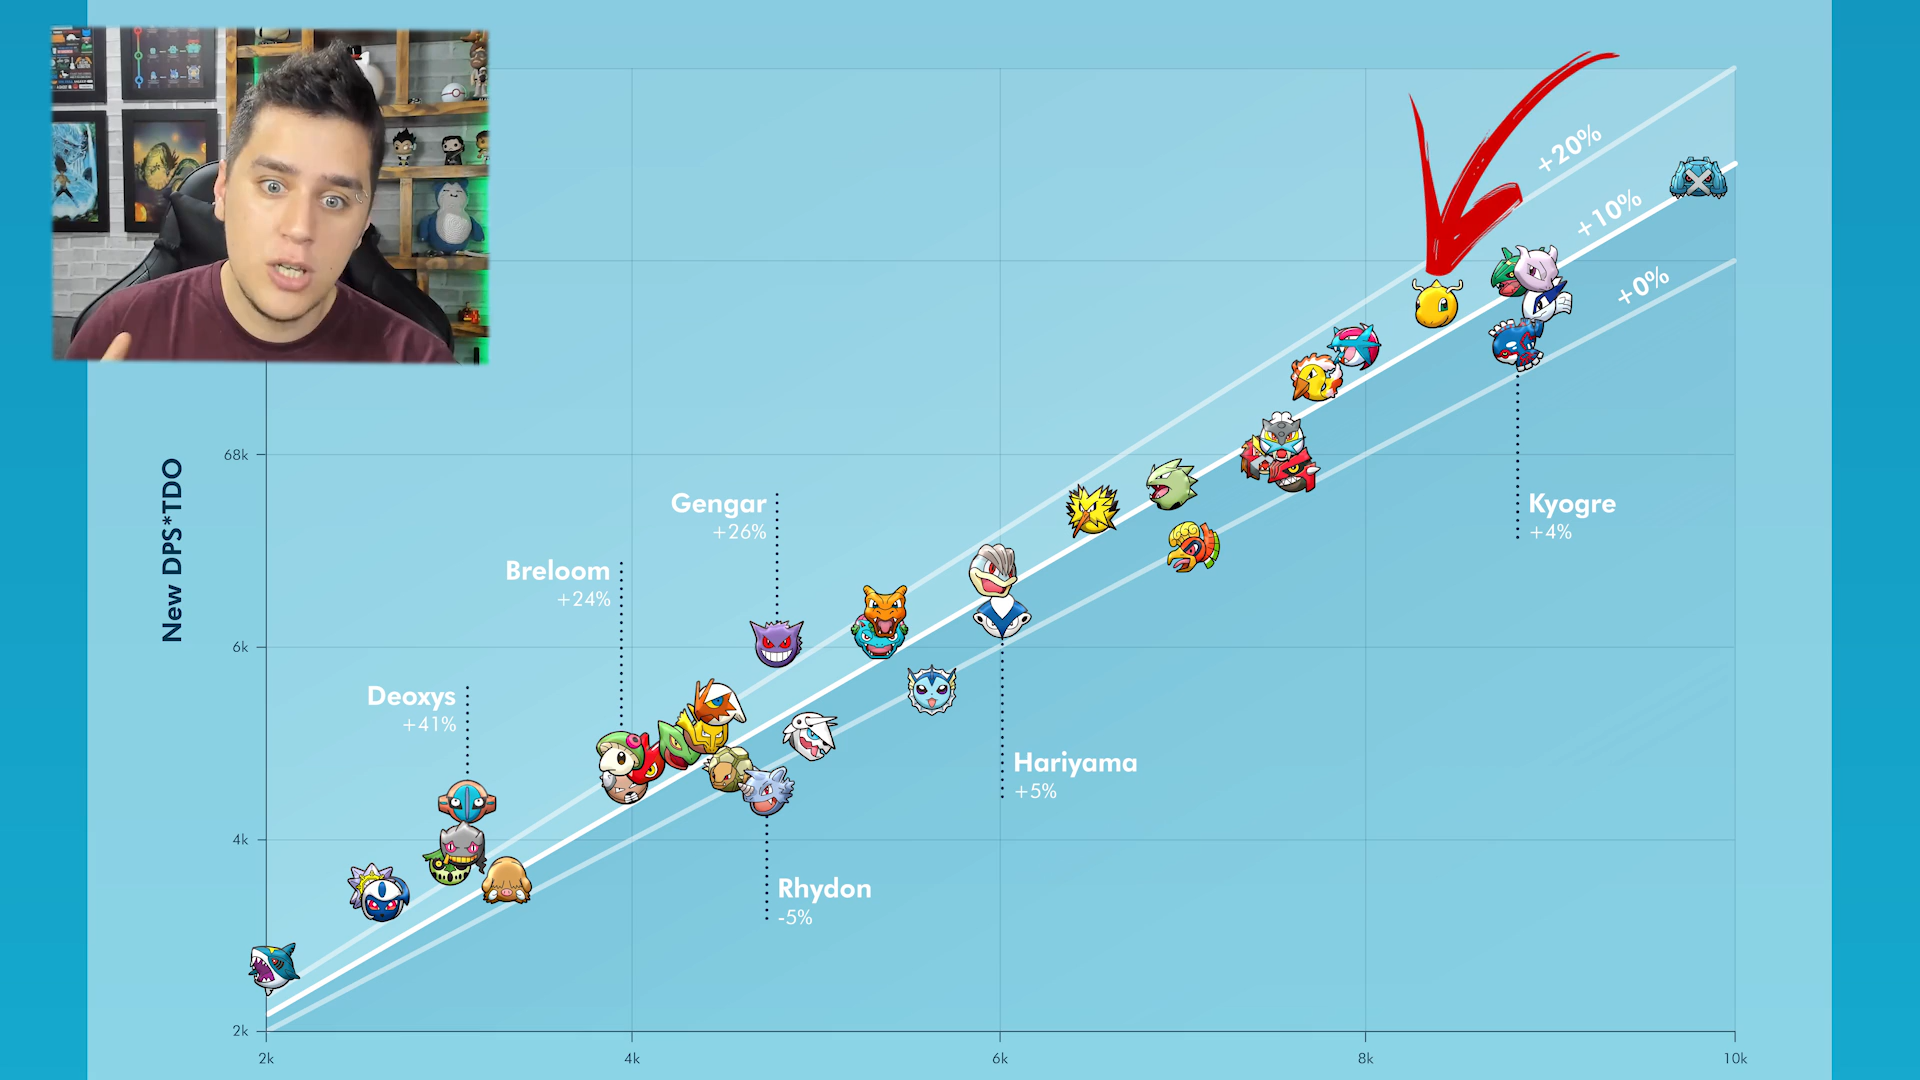 +20%
+10%
+0%
68k
6k
4k
2k
New DPS*TDO
Gengar
+26%
Breloom
+24%
Deoxys
+41%
Kyogre
+4%
Hariyama
+5%
Rhydon
-5%
2k
4k
6k
8k
10k